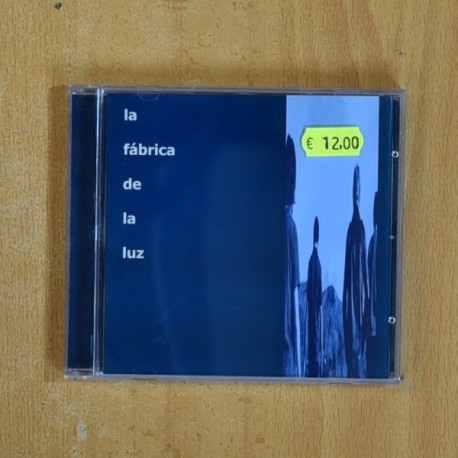 la
fábrica
de
la
luz
€ 12.00